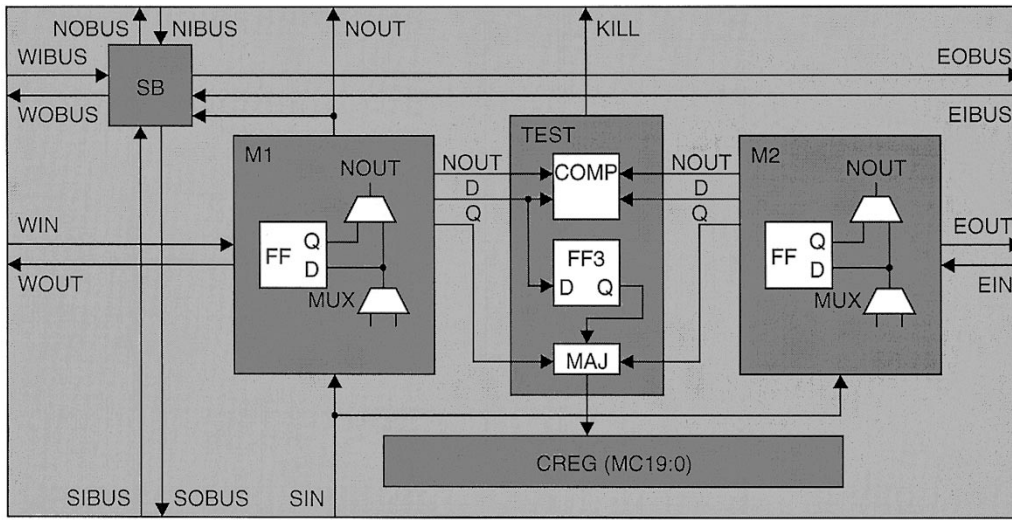 NOBUS NIBUS NOUT KILL
WIBUS EOBUS
SB
WOBUS EIBUS
M1 TEST M2
NOUT NOUT COMP NOUT NOUT
D D
Q Q
WIN EOUT
FF Q D FF3 FF Q D
WOUT D Q EIN
MUX MUX
MAJ
CREG (MC19:0)
SIBUS SOBUS SIN